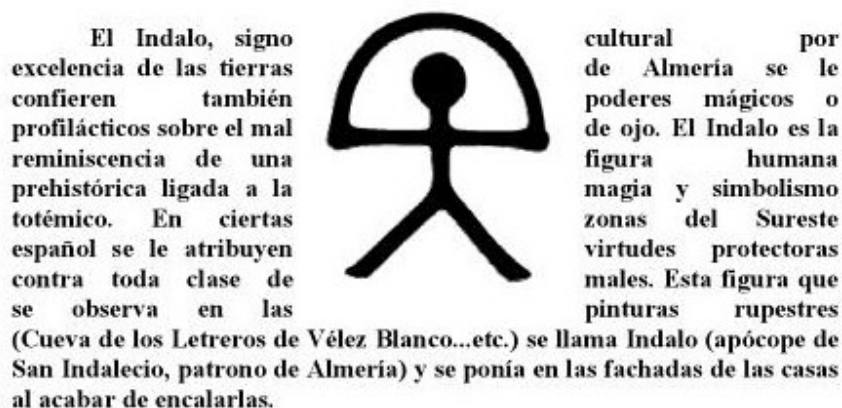 El Indalo, signo cultural por
excelencia de las tierras de Almería se le
confieren también poderes mágicos o
profilácticos sobre el mal de ojo. El Indalo es la
reminiscencia de una figura humana
prehistórica ligada a la magia y simbolismo
totémico. En ciertas zonas del Sureste
español se le atribuyen virtudes protectoras
contra toda clase de males. Esta figura que
se observa en las pinturas rupestres
(Cueva de los Letreros de Vélez Blanco...etc.) se llama Indalo (apócope de
San Indalecio, patrono de Almería) y se ponía en las fachadas de las casas
al acabar de encalarlas.